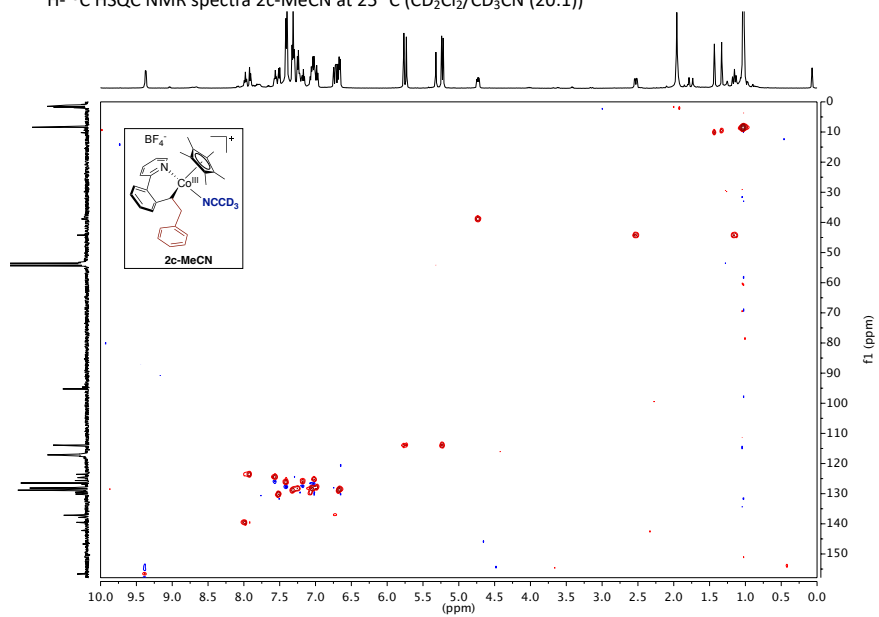 H- ¹³C HSQC NMR spectra 2c-MeCN at 25 °C (CD₂Cl₂/CD₃CN (20:1))
BF₄⁻
+
N
Coᴵᴵᴵ
NCCD₃
2c-MeCN
0
10
20
30
40
50
60
70
80
90
100
110
120
130
140
150
f1 (ppm)
10.0 9.5 9.0 8.5 8.0 7.5 7.0 6.5 6.0 5.5 5.0 4.5 4.0 3.5 3.0 2.5 2.0 1.5 1.0 0.5 0.0
(ppm)